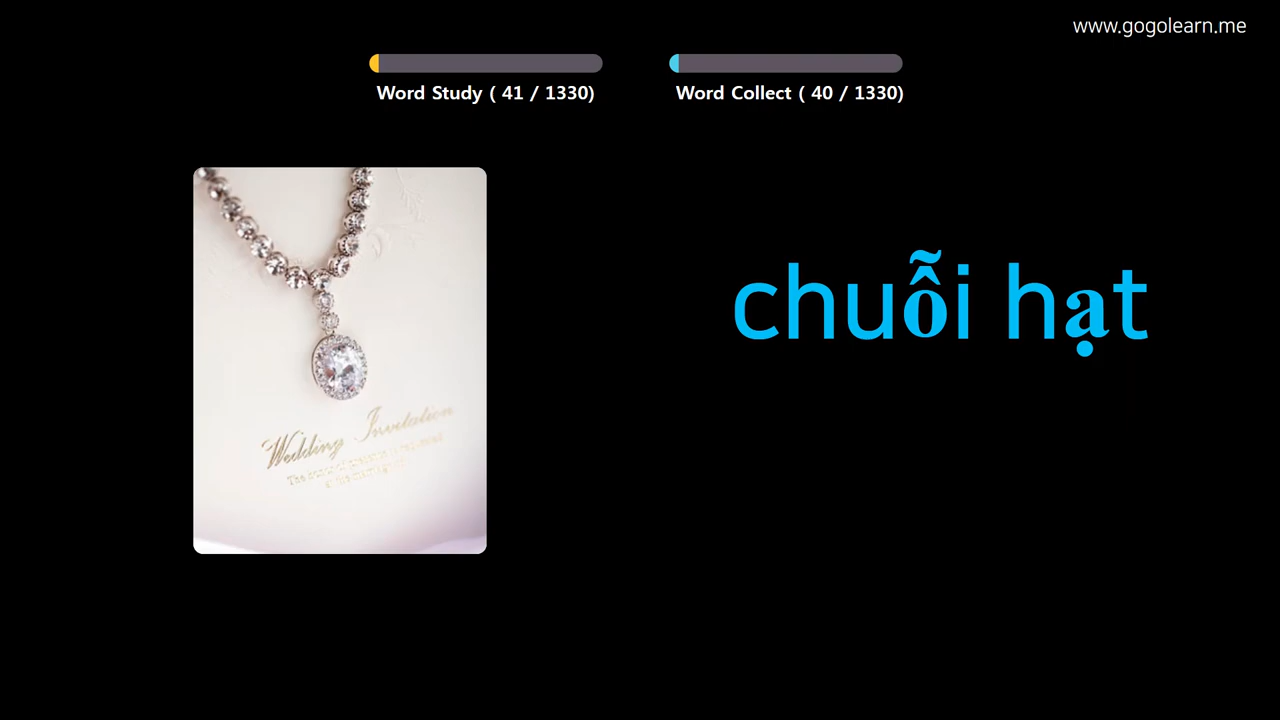 www.gogolearn.me
Word Study ( 41 / 1330)
Word Collect ( 40 / 1330)
chuỗi hạt
Wedding Invitation